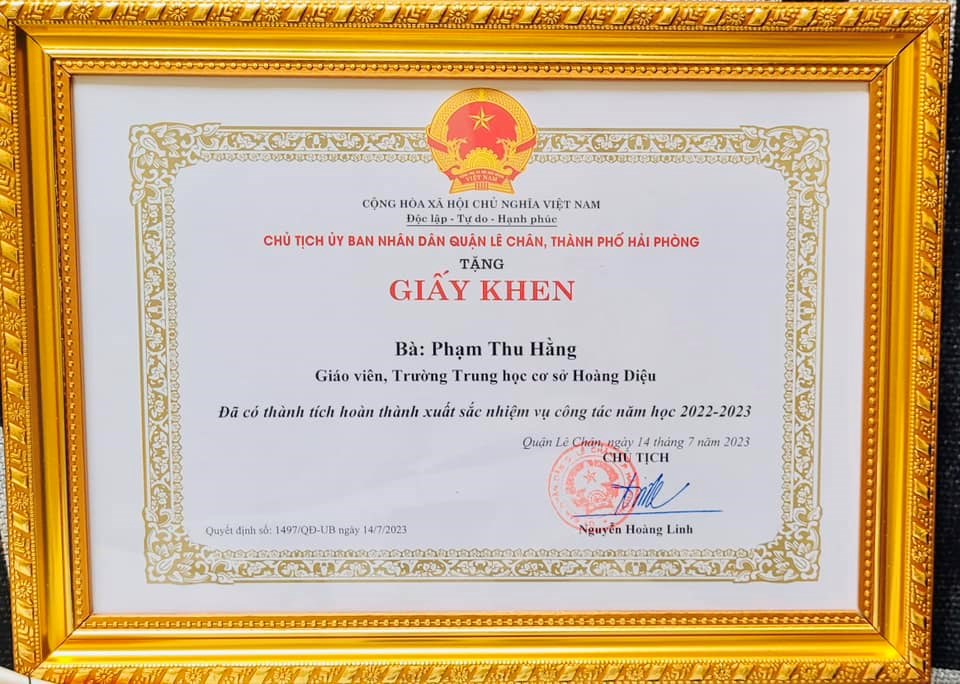 VIỆT NAM
CỘNG HÒA XÃ HỘI CHỦ NGHĨA VIỆT NAM
Độc lập - Tự do - Hạnh phúc
CHỦ TỊCH ỦY BAN NHÂN DÂN QUẬN LÊ CHÂN, THÀNH PHỐ HẢI PHÒNG
TẶNG
GIẤY KHEN
Bà: Phạm Thu Hằng
Giáo viên, Trường Trung học cơ sở Hoàng Diệu
Đã có thành tích hoàn thành xuất sắc nhiệm vụ công tác năm học 2022-2023
Quận Lê Chân, ngày 14 tháng 7 năm 2023
CHỦ TỊCH
Nguyễn Hoàng Linh
Quyết định số: 1497/QĐ-UB ngày 14/7/2023